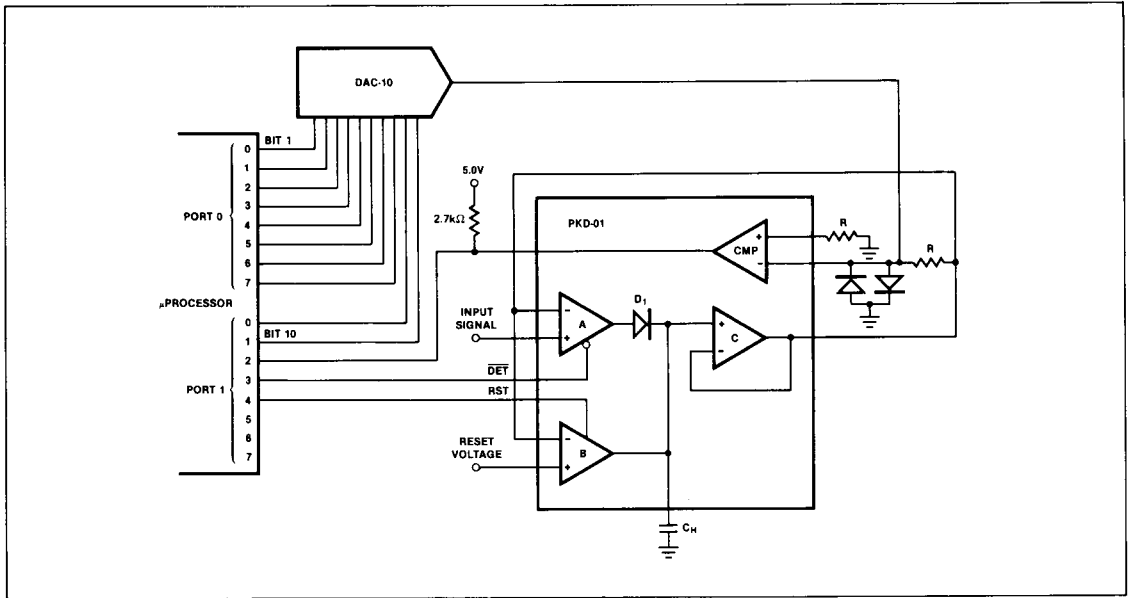 DAC-10
BIT 1
0
1
2
3
4
5
6
7
PORT 0
µPROCESSOR
0
BIT 10
1
2
3
4
5
6
7
PORT 1
5.0V
2.7kΩ
PKD-01
CMP
R
R
INPUT
SIGNAL
A
D1
C
DET
RST
RESET
VOLTAGE
B
CH